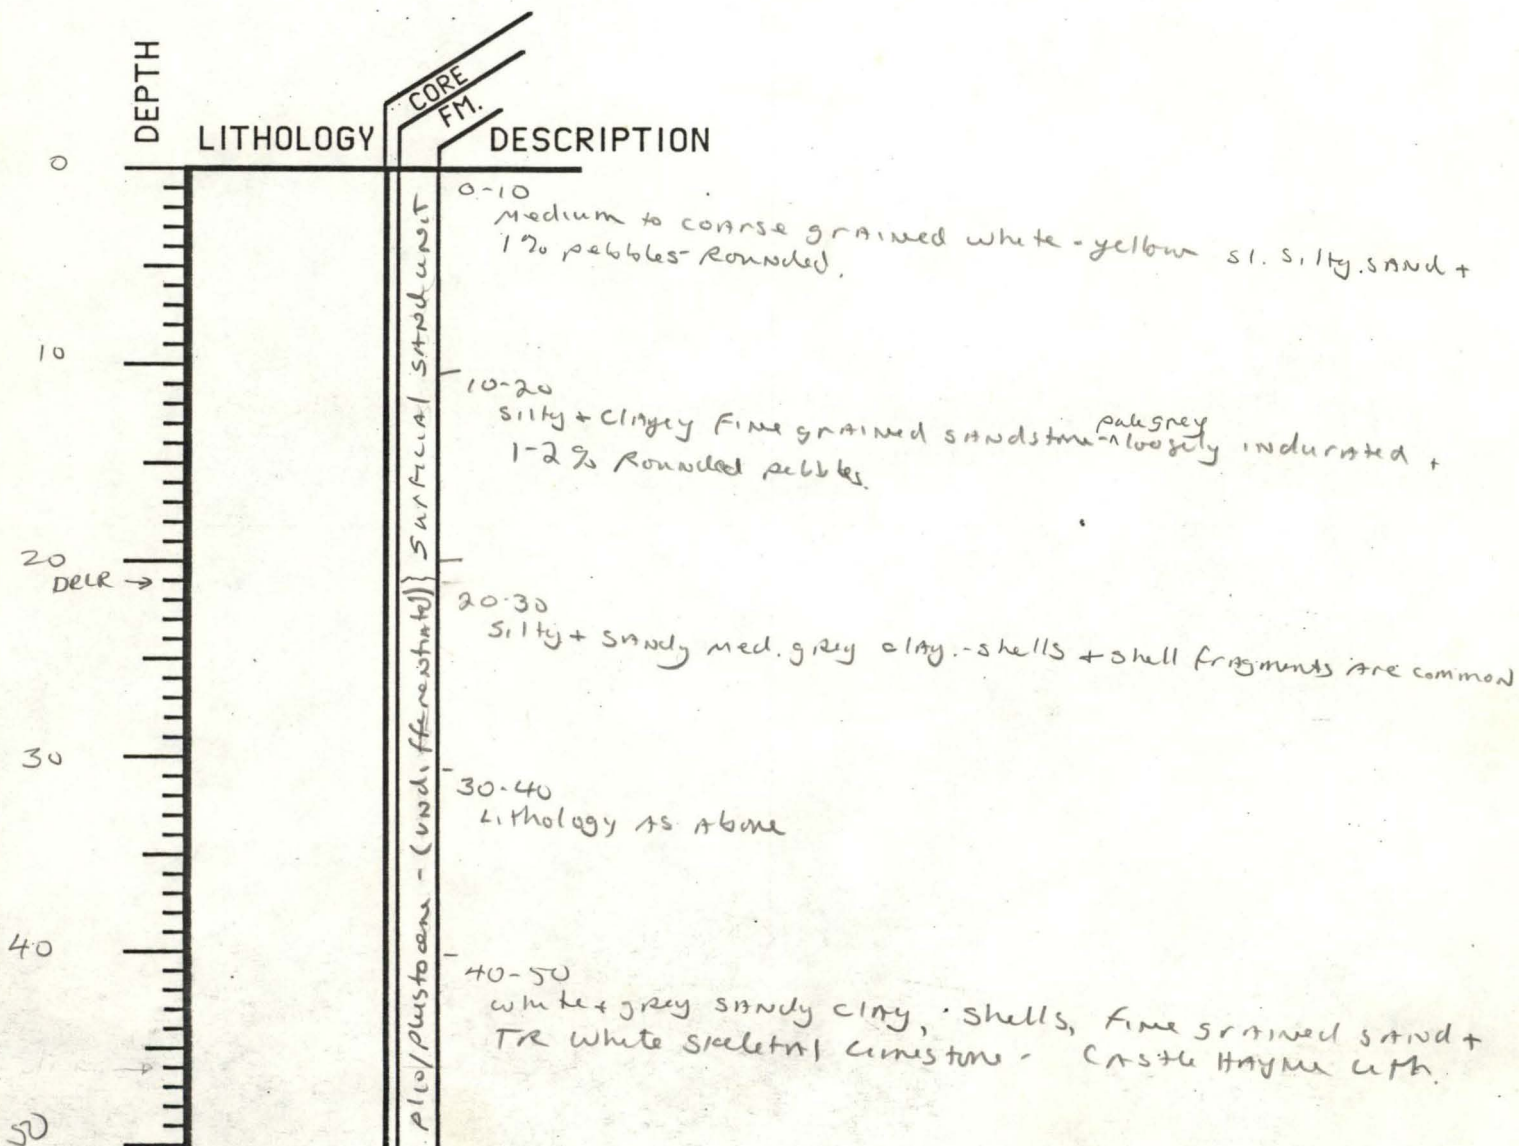 DEPTH
LITHOLOGY
CORE
FM.
DESCRIPTION
0
0-10
Medium to coarse grained white-yellow sl. silty sand +
1% pebbles-Rounded.
10
10-20
pale grey
Silty + Clayey Fine grained sandstone - loosely indurated +
1-2% Rounded pebbles.
20
DRLR →
20-30
Silty + sandy med. grey clay.-shells + shell fragments are common
30
30-40
Lithology as above
40
40-50
white + grey sandy clay, shells, fine grained sand +
TR white skeletal limestone - Castle Hayne lith.
50
Surficial sand unit
plio/pleistocene - (undifferentiated)